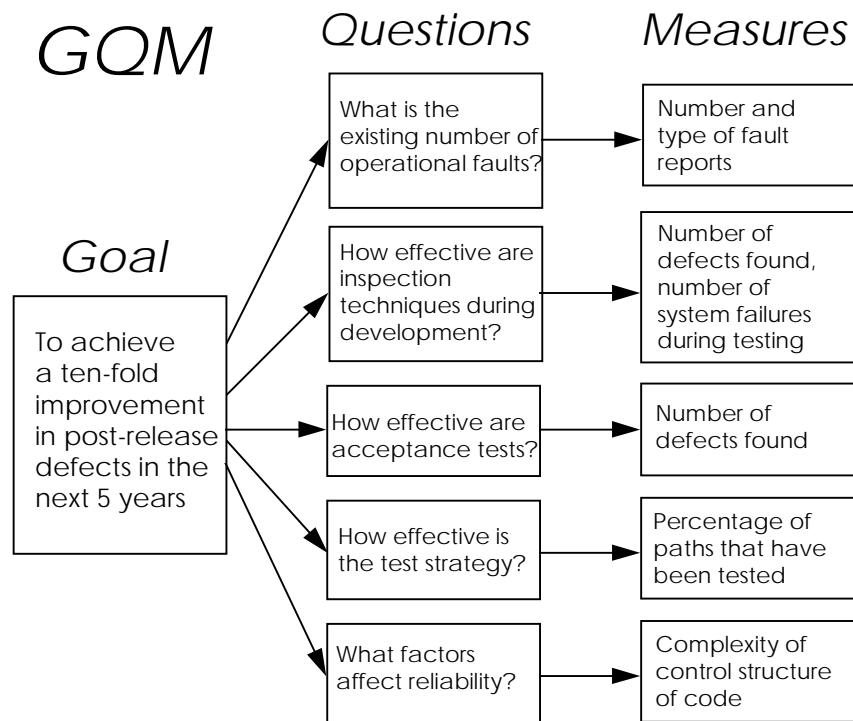 GQM
Questions
Measures
Goal
To achieve
a ten-fold
improvement
in post-release
defects in the
next 5 years
What is the
existing number of
operational faults?
Number and
type of fault
reports
How effective are
inspection
techniques during
development?
Number of
defects found,
number of
system failures
during testing
How effective are
acceptance tests?
Number of
defects found
How effective is
the test strategy?
Percentage of
paths that have
been tested
What factors
affect reliability?
Complexity of
control structure
of code